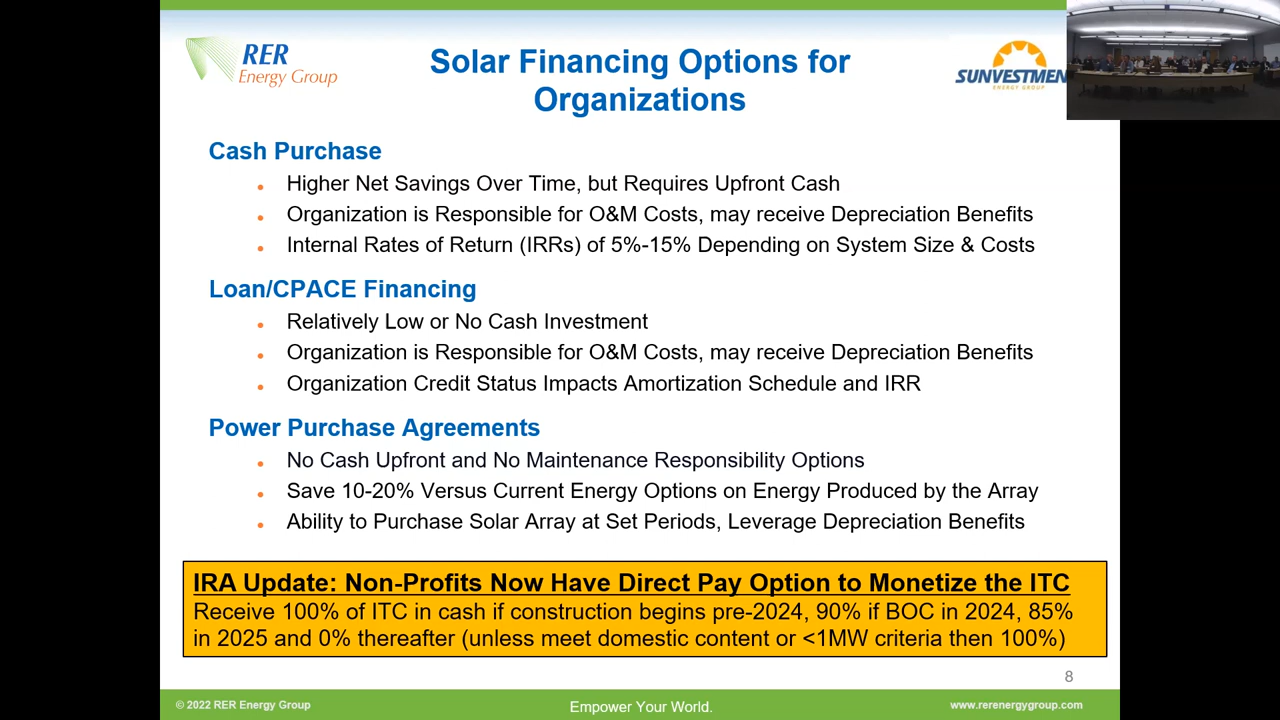 RER
Energy Group
Solar Financing Options for
Organizations
SUNVESTMEN
ENERGY GROUP
Cash Purchase
• Higher Net Savings Over Time, but Requires Upfront Cash
• Organization is Responsible for O&M Costs, may receive Depreciation Benefits
• Internal Rates of Return (IRRs) of 5%-15% Depending on System Size & Costs
Loan/CPACE Financing
• Relatively Low or No Cash Investment
• Organization is Responsible for O&M Costs, may receive Depreciation Benefits
• Organization Credit Status Impacts Amortization Schedule and IRR
Power Purchase Agreements
• No Cash Upfront and No Maintenance Responsibility Options
• Save 10-20% Versus Current Energy Options on Energy Produced by the Array
• Ability to Purchase Solar Array at Set Periods, Leverage Depreciation Benefits
IRA Update: Non-Profits Now Have Direct Pay Option to Monetize the ITC
Receive 100% of ITC in cash if construction begins pre-2024, 90% if BOC in 2024, 85%
in 2025 and 0% thereafter (unless meet domestic content or <1MW criteria then 100%)
8
© 2022 RER Energy Group
Empower Your World.
www.rerenergygroup.com